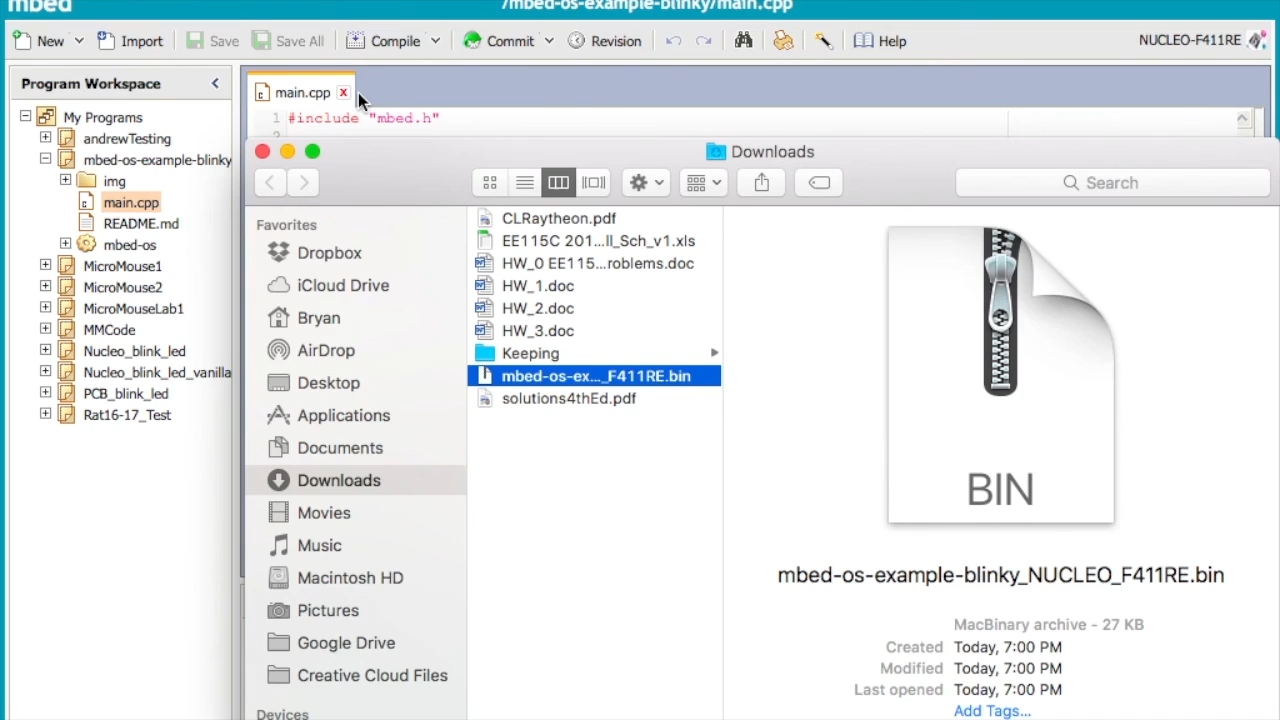 mbed
/mbed-os-example-blinky/main.cpp
New Import Save Save All Compile Commit Revision Help NUCLEO-F411RE
Program Workspace
My Programs
andrewTesting
mbed-os-example-blinky
img
main.cpp
README.md
mbed-os
MicroMouse1
MicroMouse2
MicroMouseLab1
MMCode
Nucleo_blink_led
Nucleo_blink_led_vanilla
PCB_blink_led
Rat16-17_Test
main.cpp
1 #include "mbed.h"
2
Downloads
Search
Favorites
Dropbox
iCloud Drive
Bryan
AirDrop
Desktop
Applications
Documents
Downloads
Movies
Music
Macintosh HD
Pictures
Google Drive
Creative Cloud Files
Devices
CLRaytheon.pdf
EE115C 201...ll_Sch_v1.xls
HW_0 EE115...roblems.doc
HW_1.doc
HW_2.doc
HW_3.doc
Keeping
mbed-os-ex..._F411RE.bin
solutions4thEd.pdf
BIN
mbed-os-example-blinky_NUCLEO_F411RE.bin
MacBinary archive - 27 KB
Created Today, 7:00 PM
Modified Today, 7:00 PM
Last opened Today, 7:00 PM
Add Tags...